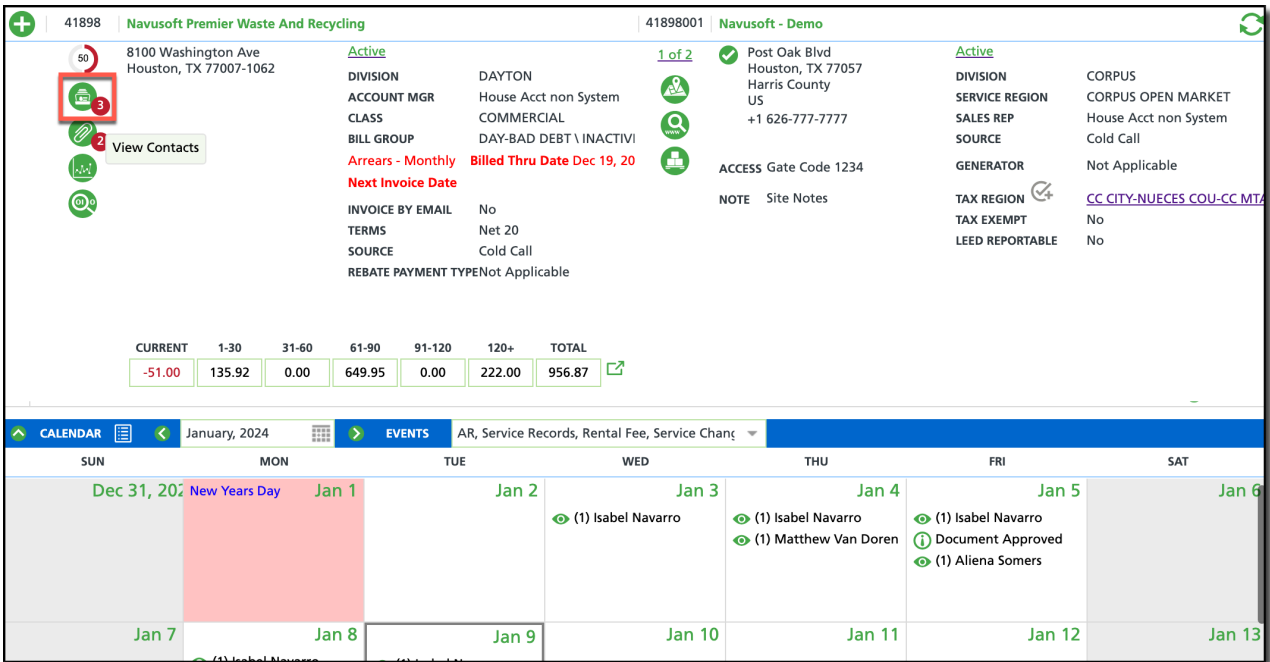 41898 Navusoft Premier Waste And Recycling 41898001 Navusoft - Demo
50
8100 Washington Ave
Houston, TX 77007-1062
3
2
View Contacts
Active
DIVISION DAYTON
ACCOUNT MGR House Acct non System
CLASS COMMERCIAL
BILL GROUP DAY-BAD DEBT \ INACTIVI
Arrears - Monthly Billed Thru Date Dec 19, 20
Next Invoice Date
INVOICE BY EMAIL No
TERMS Net 20
SOURCE Cold Call
REBATE PAYMENT TYPE Not Applicable
1 of 2
WWW
Post Oak Blvd
Houston, TX 77057
Harris County
US
+1 626-777-7777
ACCESS Gate Code 1234
NOTE Site Notes
Active
DIVISION CORPUS
SERVICE REGION CORPUS OPEN MARKET
SALES REP House Acct non System
SOURCE Cold Call
GENERATOR Not Applicable
TAX REGION CC CITY-NUECES COU-CC MTA
TAX EXEMPT No
LEED REPORTABLE No
CURRENT 1-30 31-60 61-90 91-120 120+ TOTAL
-51.00 135.92 0.00 649.95 0.00 222.00 956.87
CALENDAR January, 2024 EVENTS AR, Service Records, Rental Fee, Service Chang
SUN MON TUE WED THU FRI SAT
Dec 31, 202 New Years Day Jan 1 Jan 2 Jan 3 Jan 4 Jan 5 Jan 6
(1) Isabel Navarro (1) Isabel Navarro (1) Isabel Navarro
(1) Matthew Van Doren Document Approved
(1) Aliena Somers
Jan 7 Jan 8 Jan 9 Jan 10 Jan 11 Jan 12 Jan 13
(1) Isabel Navarro